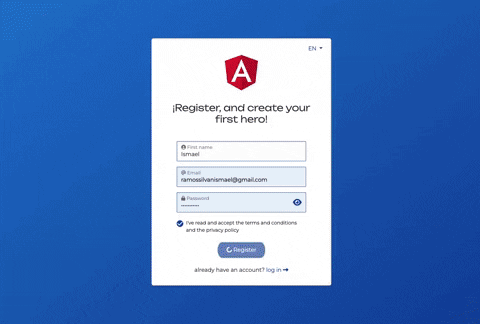 EN
A
¡Register, and create your
first hero!
First name
Ismael
Email
ramossilvanismael@gmail.com
Password
··········
I've read and accept the terms and conditions
and the privacy policy
Register
already have an account? log in →